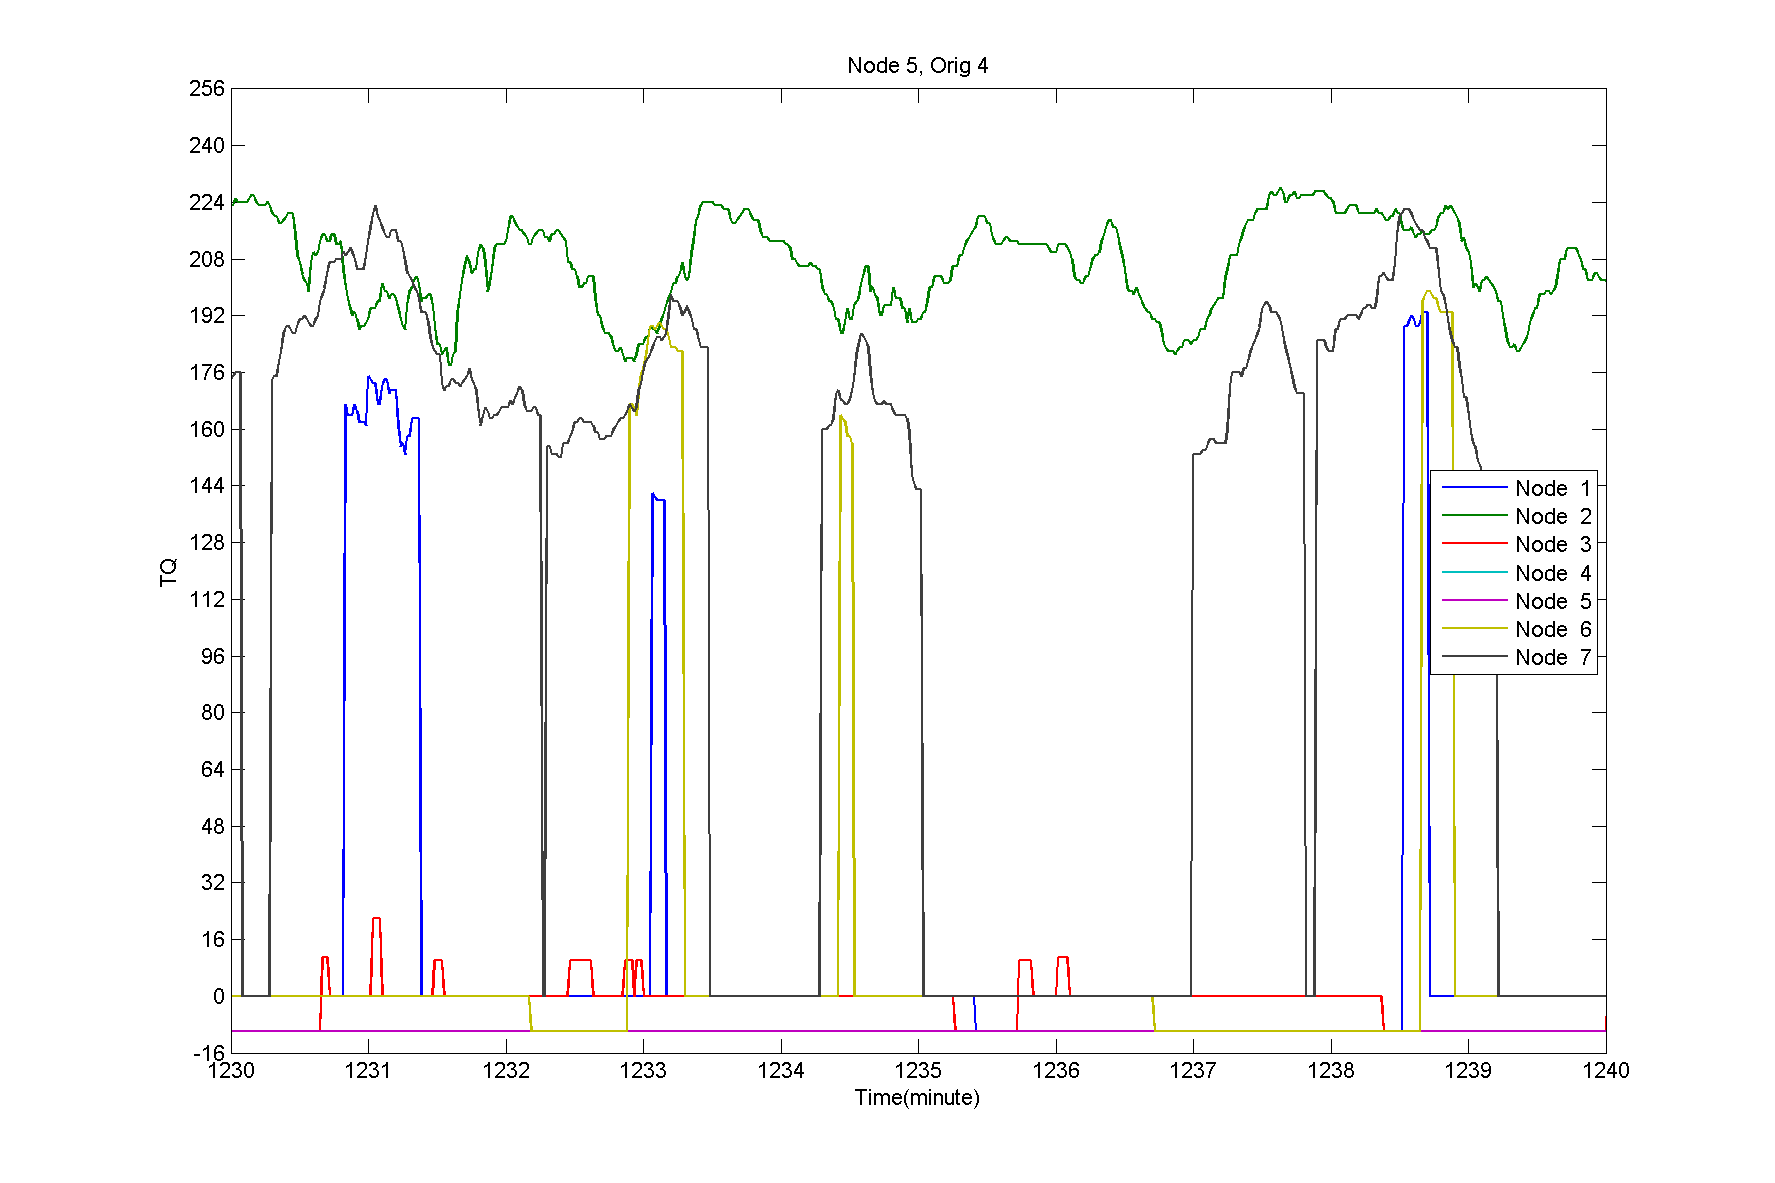 Node 5, Orig 4
256
240
224
208
192
176
160
144
128
112
96
80
64
48
32
16
0
-16
TQ
Node 1
Node 2
Node 3
Node 4
Node 5
Node 6
Node 7
1230 1231 1232 1233 1234 1235 1236 1237 1238 1239 1240
Time(minute)